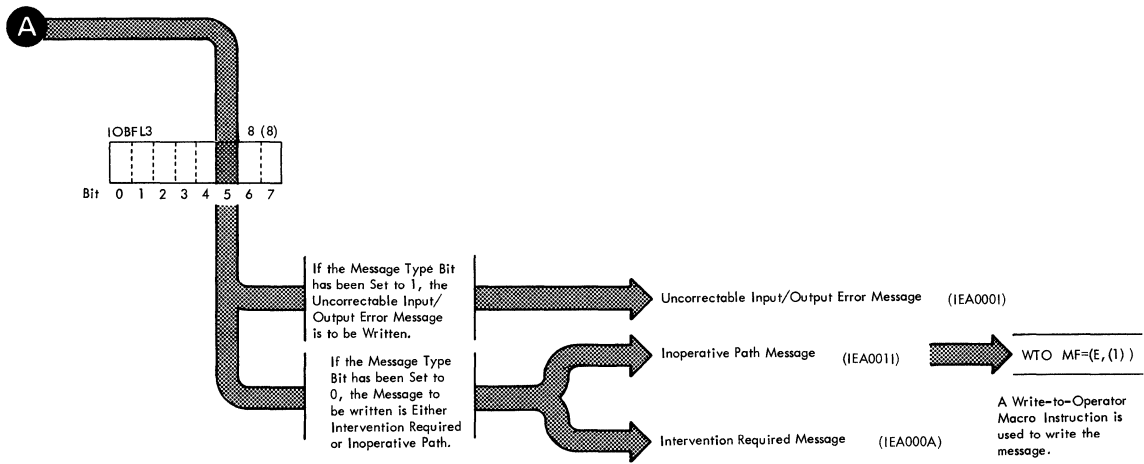 A
IOBFL3 8 (8)
Bit 0 1 2 3 4 5 6 7
If the Message Type Bit
has been Set to 1, the
Uncorrectable Input/
Output Error Message
is to be Written.
Uncorrectable Input/Output Error Message (IEA000I)
If the Message Type
Bit has been Set to
0, the Message to
be written is Either
Intervention Required
or Inoperative Path.
Inoperative Path Message (IEA001I)
WTO MF=(E,(1) )
Intervention Required Message (IEA000A)
A Write-to-Operator
Macro Instruction is
used to write the
message.